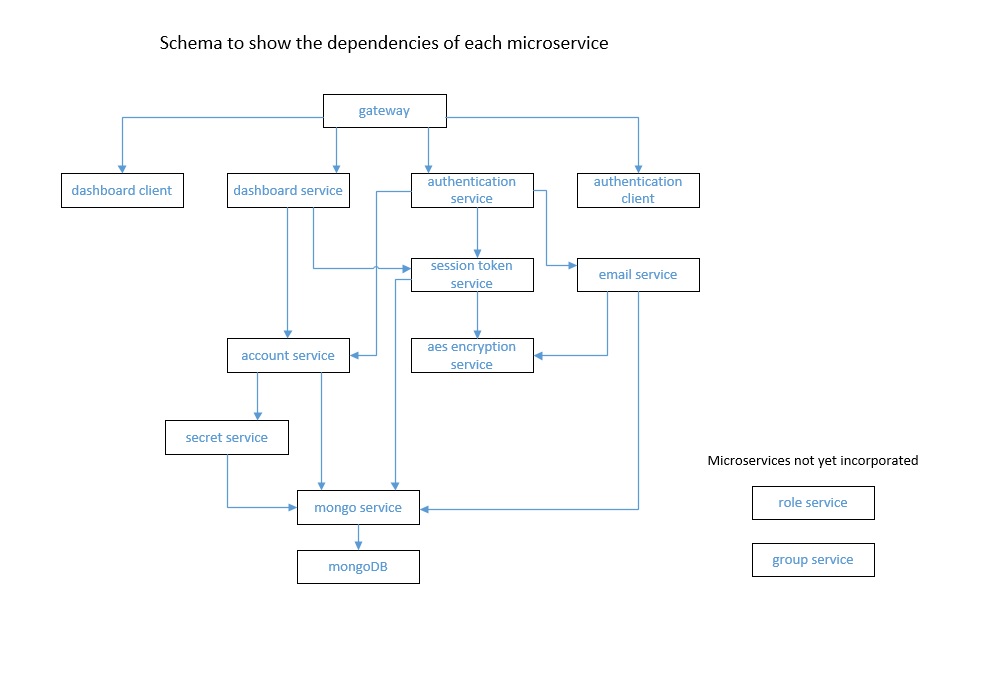 Schema to show the dependencies of each microservice
gateway
dashboard client
dashboard service
authentication
service
authentication
client
session token
service
email service
account service
aes encryption
service
secret service
Microservices not yet incorporated
mongo service
role service
mongoDB
group service